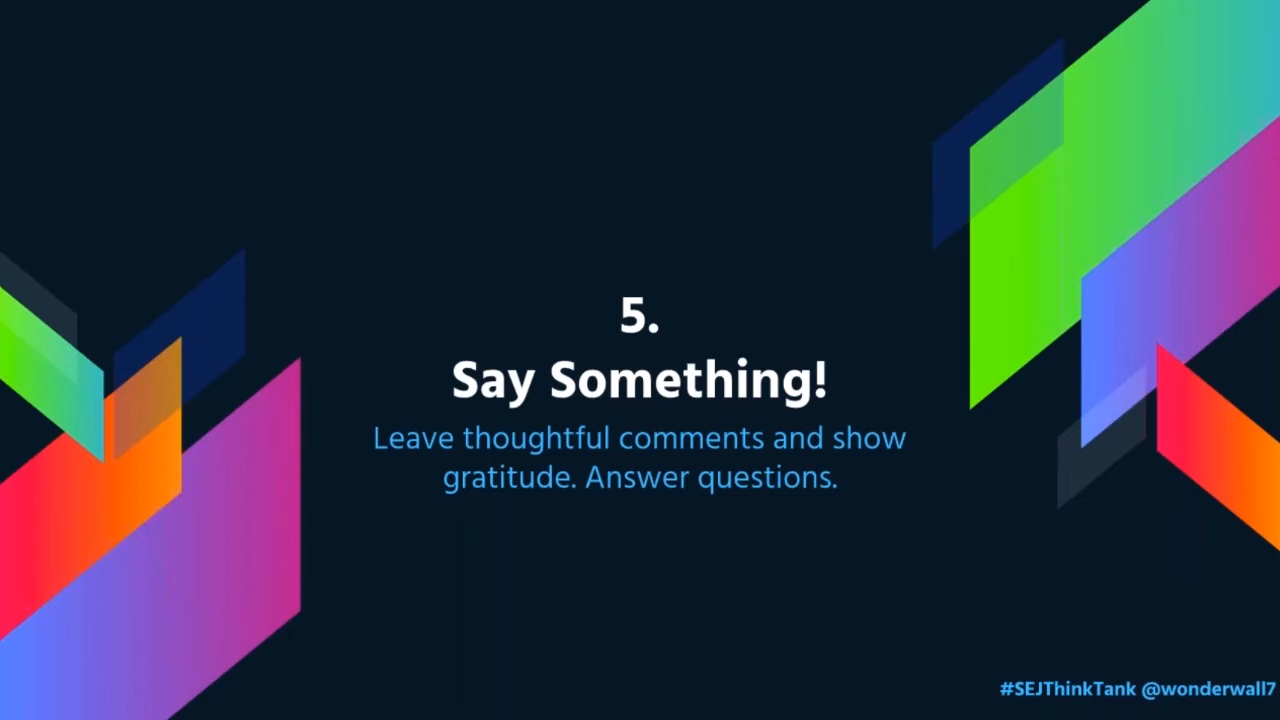 5.
Say Something!
Leave thoughtful comments and show
gratitude. Answer questions.
#SEJThinkTank @wonderwall7